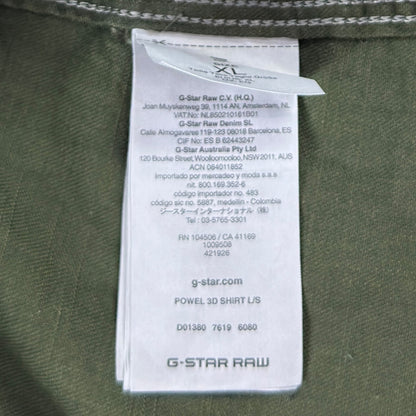 SIZE
XL
G-Star Raw C.V. (H.Q.)
Joan Muyskenweg 39, 1114 AN, Amsterdam, NL
VAT No: NL850210181B01
G-Star Raw Denim SL
Calle Almogavares 119-123 08018 Barcelona, ES
CIF No: ES B 62443247
G-Star Australia Pty Ltd
120 Bourke Street, Woolloomooloo, NSW 2011, AUS
ACN 084011852
importado por mercadeo y moda s.a.s
nit. 800.169.352-6
código importador no. 483
código sic no. 5887, medellin - Colombia
ジースターインターナショナル (株)
Tel : 03-5765-3301
RN 104506 / CA 41169
1009508
421926
g-star.com
POWEL 3D SHIRT L/S
D01380 7619 6080
G-STAR RAW